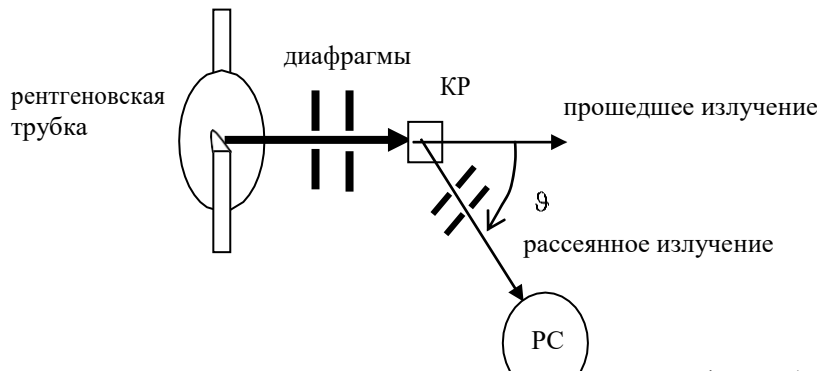 диафрагмы
КР
рентгеновская
трубка
прошедшее излучение
ϑ
рассеянное излучение
РС